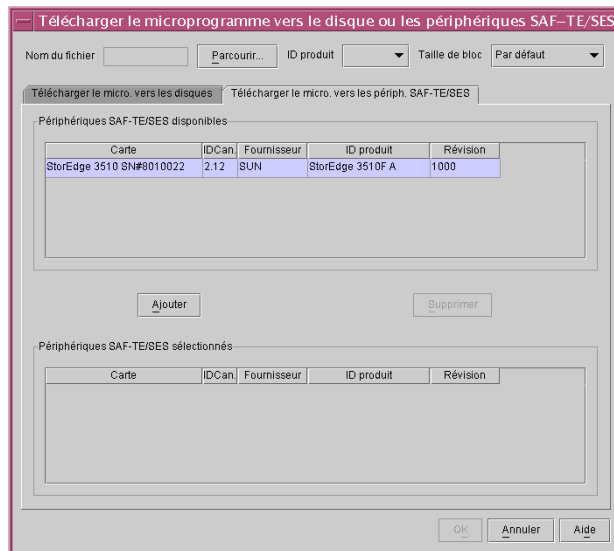 Télécharger le microprogramme vers le disque ou les périphériques SAF-TE/SES
Nom du fichier Parcourir... ID produit Taille de bloc Par défaut
Télécharger le micro. vers les disques Télécharger le micro. vers les périph. SAF-TE/SES
Périphériques SAF-TE/SES disponibles
Carte IDCan. Fournisseur ID produit Révision
StorEdge 3510 SN#8010022 2.12 SUN StorEdge 3510F A 1000
Ajouter Supprimer
Périphériques SAF-TE/SES sélectionnés
Carte IDCan. Fournisseur ID produit Révision
OK Annuler Aide